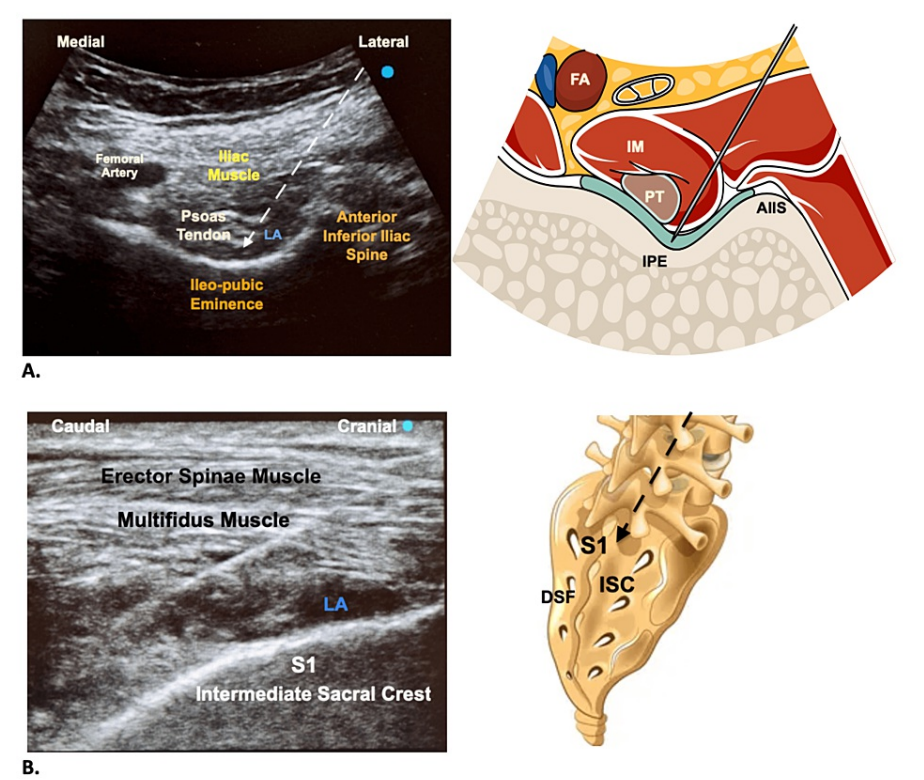 Medial
Lateral
Femoral
Artery
Iliac
Muscle
Psoas
Tendon
LA
Anterior
Inferior Iliac
Spine
Ileo-pubic
Eminence
FA
IM
PT
AIIS
IPE
A.
Caudal
Cranial
Erector Spinae Muscle
Multifidus Muscle
LA
S1
Intermediate Sacral Crest
S1
ISC
DSF
B.